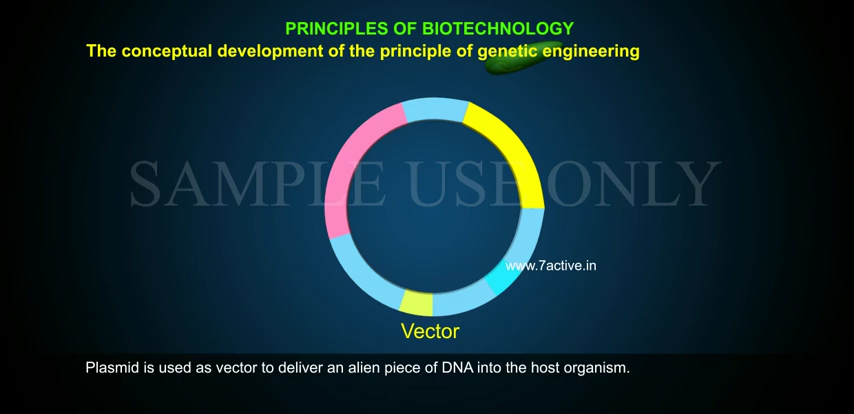 PRINCIPLES OF BIOTECHNOLOGY
The conceptual development of the principle of genetic engineering
SAMPLE USE ONLY
www.7active.in
Vector
Plasmid is used as vector to deliver an alien piece of DNA into the host organism.